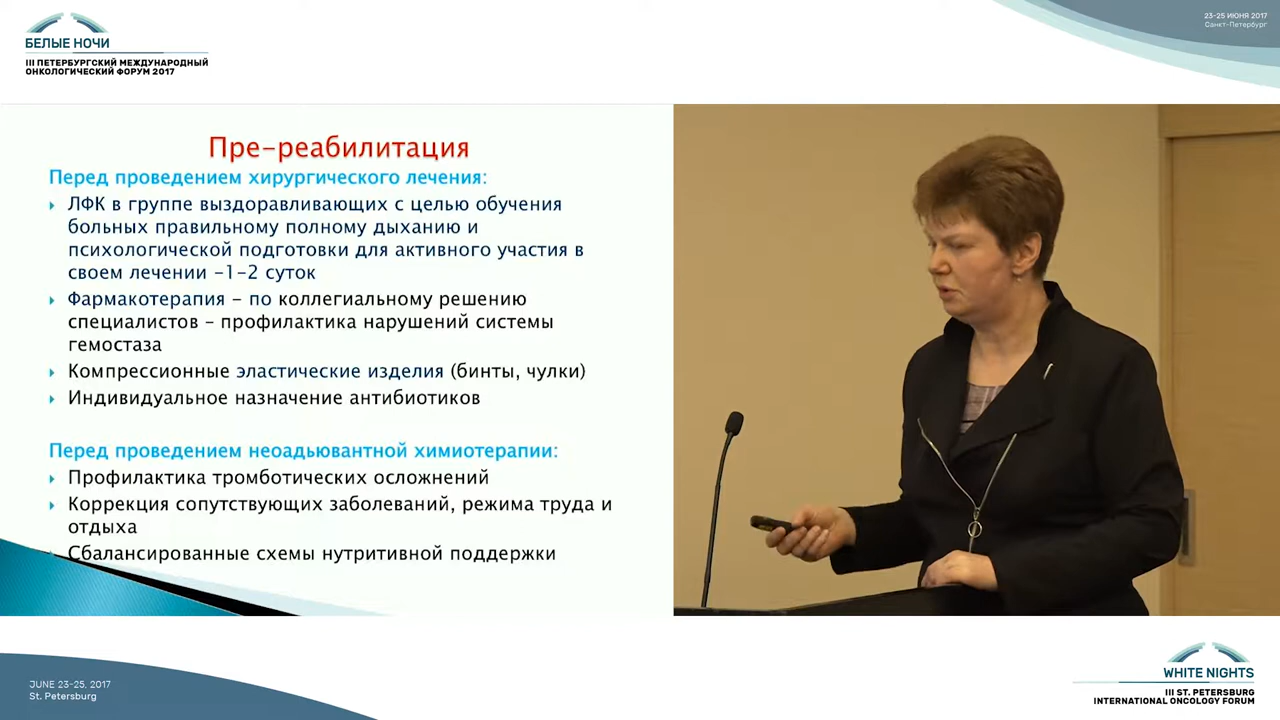 БЕЛЫЕ НОЧИ
III ПЕТЕРБУРГСКИЙ МЕЖДУНАРОДНЫЙ
ОНКОЛОГИЧЕСКИЙ ФОРУМ 2017
23-25 ИЮНЯ 2017
Санкт-Петербург
Пре-реабилитация
Перед проведением хирургического лечения:
ЛФК в группе выздоравливающих с целью обучения
больных правильному полному дыханию и
психологической подготовки для активного участия в
своем лечении -1-2 суток
Фармакотерапия - по коллегиальному решению
специалистов - профилактика нарушений системы
гемостаза
Компрессионные эластические изделия (бинты, чулки)
Индивидуальное назначение антибиотиков
Перед проведением неоадьювантной химиотерапии:
Профилактика тромботических осложнений
Коррекция сопутствующих заболеваний, режима труда и
отдыха
Сбалансированные схемы нутритивной поддержки
JUNE 23-25, 2017
St. Petersburg
WHITE NIGHTS
III ST. PETERSBURG
INTERNATIONAL ONCOLOGY FORUM